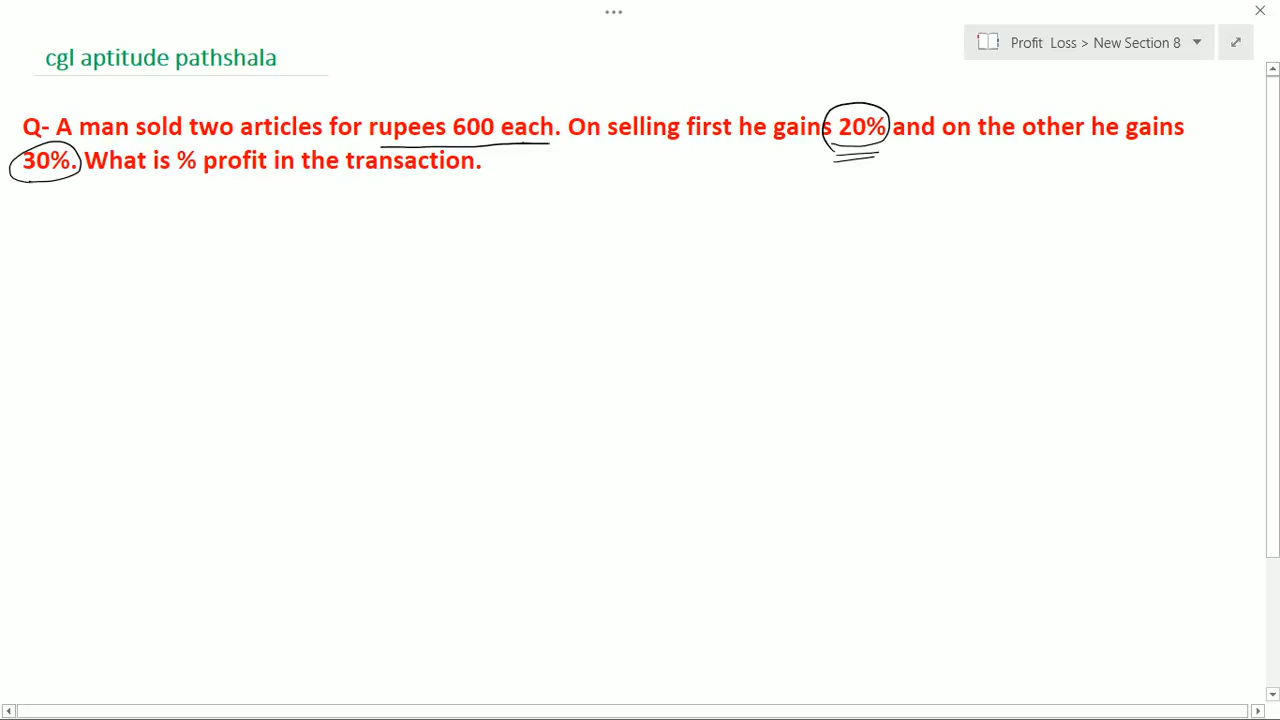 Profit Loss > New Section 8
cgl aptitude pathshala
Q- A man sold two articles for rupees 600 each. On selling first he gains 20% and on the other he gains
30%. What is % profit in the transaction.